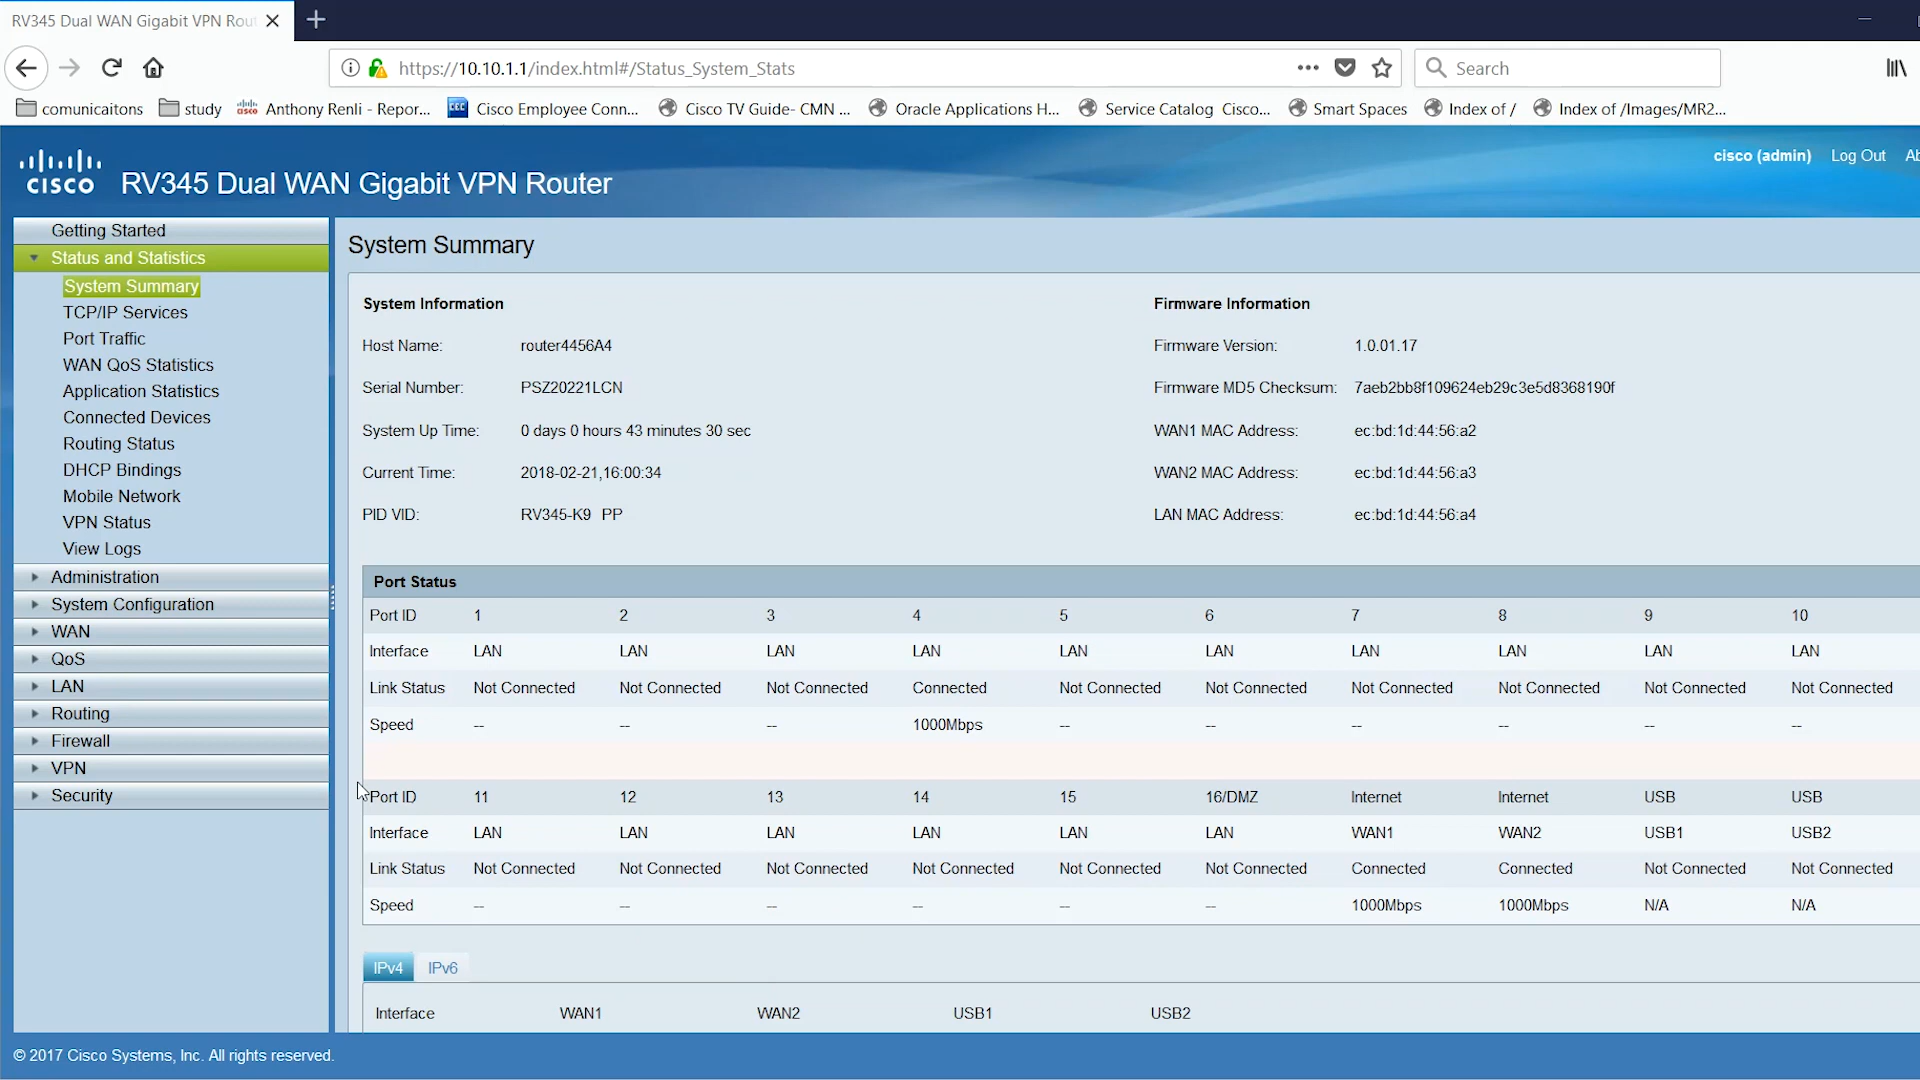 RV345 Dual WAN Gigabit VPN Rou
https://10.10.1.1/index.html#/Status_System_Stats
Search
comunicaitons study Anthony Renli - Repor... Cisco Employee Conn... Cisco TV Guide- CMN ... Oracle Applications H... Service Catalog Cisco... Smart Spaces Index of / Index of /Images/MR2...
cisco
RV345 Dual WAN Gigabit VPN Router
cisco (admin) Log Out Ab
Getting Started
Status and Statistics
System Summary
TCP/IP Services
Port Traffic
WAN QoS Statistics
Application Statistics
Connected Devices
Routing Status
DHCP Bindings
Mobile Network
VPN Status
View Logs
Administration
System Configuration
WAN
QoS
LAN
Routing
Firewall
VPN
Security
System Summary
System Information
Host Name: router4456A4
Serial Number: PSZ20221LCN
System Up Time: 0 days 0 hours 43 minutes 30 sec
Current Time: 2018-02-21,16:00:34
PID VID: RV345-K9 PP
Firmware Information
Firmware Version: 1.0.01.17
Firmware MD5 Checksum: 7aeb2bb8f109624eb29c3e5d8368190f
WAN1 MAC Address: ec:bd:1d:44:56:a2
WAN2 MAC Address: ec:bd:1d:44:56:a3
LAN MAC Address: ec:bd:1d:44:56:a4
Port Status
Port ID 1 2 3 4 5 6 7 8 9 10
Interface LAN LAN LAN LAN LAN LAN LAN LAN LAN LAN
Link Status Not Connected Not Connected Not Connected Connected Not Connected Not Connected Not Connected Not Connected Not Connected Not Connected
Speed -- -- -- 1000Mbps -- -- -- -- -- --
Port ID 11 12 13 14 15 16/DMZ Internet Internet USB USB
Interface LAN LAN LAN LAN LAN LAN WAN1 WAN2 USB1 USB2
Link Status Not Connected Not Connected Not Connected Not Connected Not Connected Not Connected Connected Connected Not Connected Not Connected
Speed -- -- -- -- -- -- 1000Mbps 1000Mbps N/A N/A
IPv4 IPv6
Interface WAN1 WAN2 USB1 USB2
© 2017 Cisco Systems, Inc. All rights reserved.